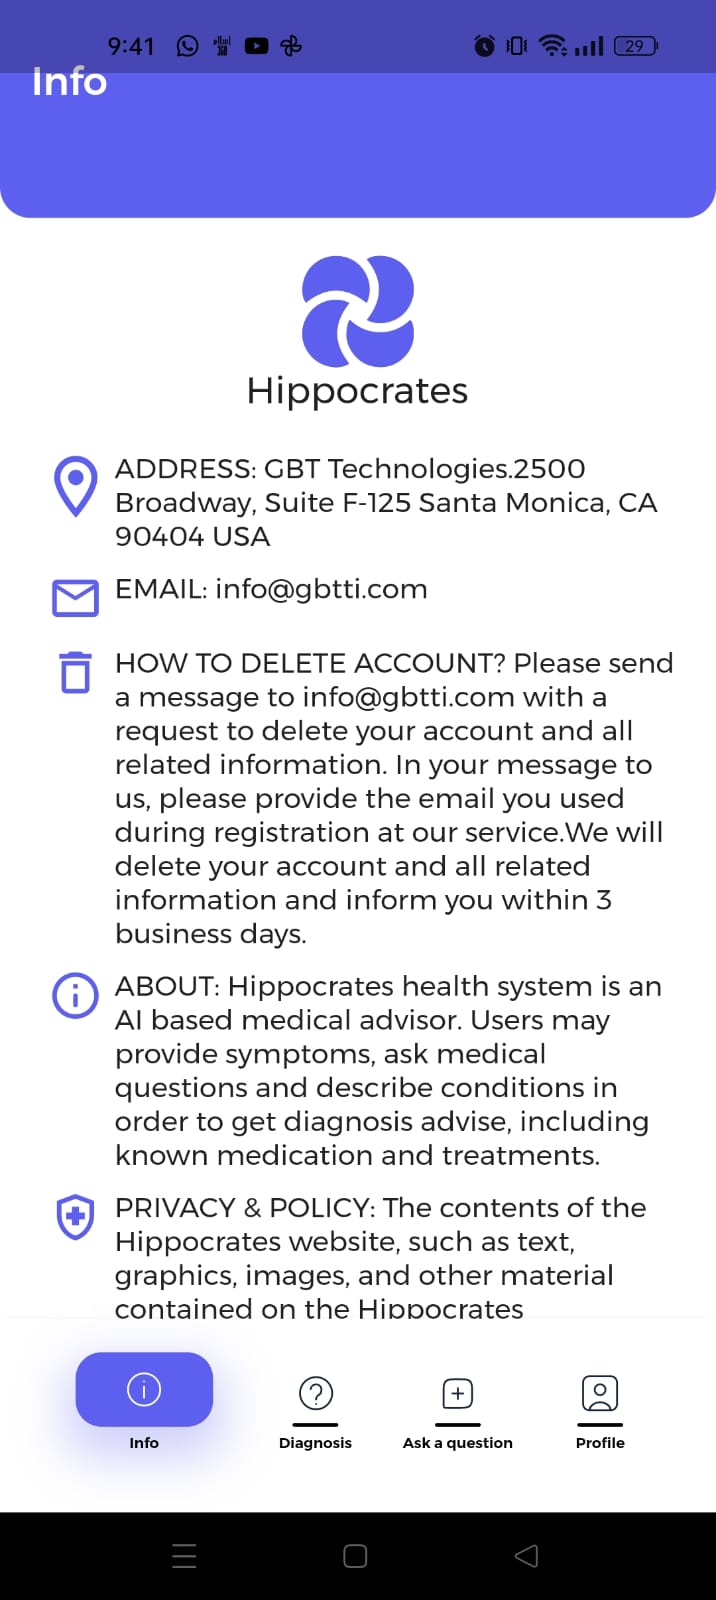 9:41
29
Info
Hippocrates
ADDRESS: GBT Technologies.2500
Broadway, Suite F-125 Santa Monica, CA
90404 USA
EMAIL: info@gbtti.com
HOW TO DELETE ACCOUNT? Please send
a message to info@gbtti.com with a
request to delete your account and all
related information. In your message to
us, please provide the email you used
during registration at our service.We will
delete your account and all related
information and inform you within 3
business days.
ABOUT: Hippocrates health system is an
AI based medical advisor. Users may
provide symptoms, ask medical
questions and describe conditions in
order to get diagnosis advise, including
known medication and treatments.
PRIVACY & POLICY: The contents of the
Hippocrates website, such as text,
graphics, images, and other material
contained on the Hippocrates
Info
Diagnosis
Ask a question
Profile